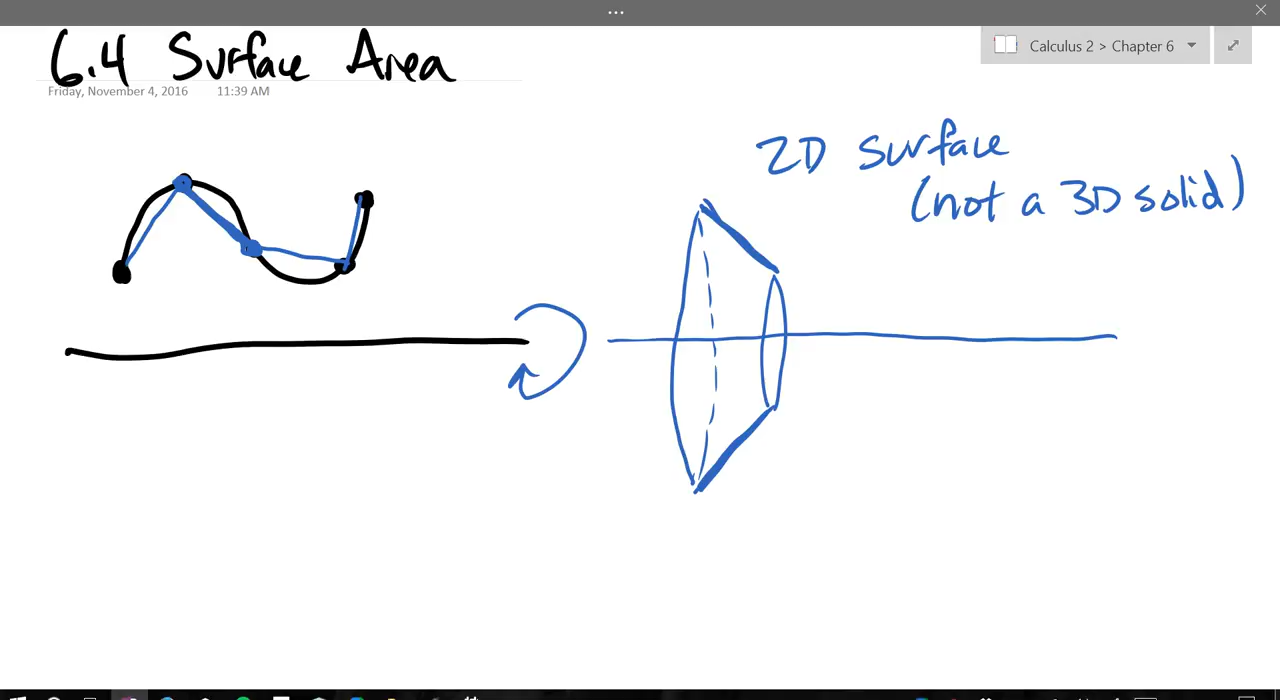 ...
Calculus 2 > Chapter 6
6.4 Surface Area
Friday, November 4, 2016 11:39 AM
2D surface
(not a 3D solid)